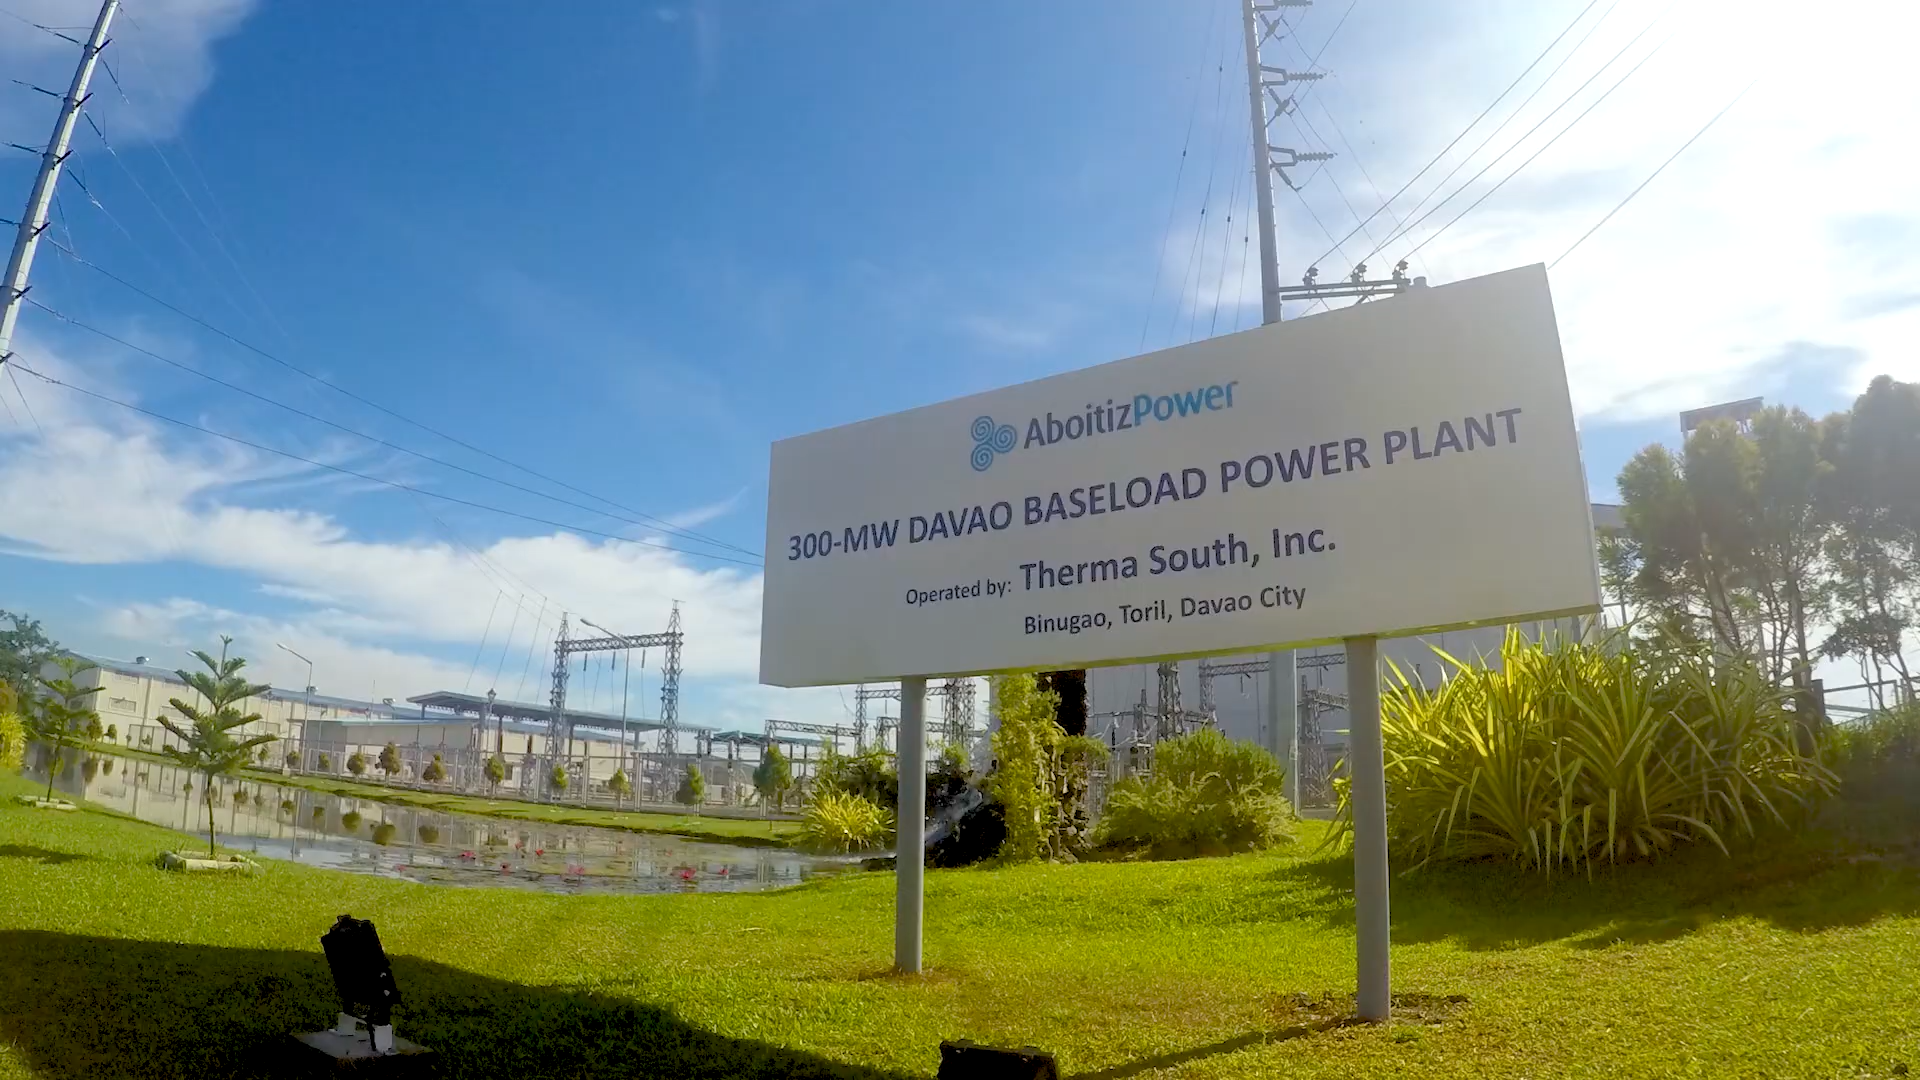 AboitizPower
300-MW DAVAO BASELOAD POWER PLANT
Operated by: Therma South, Inc.
Binugao, Toril, Davao City